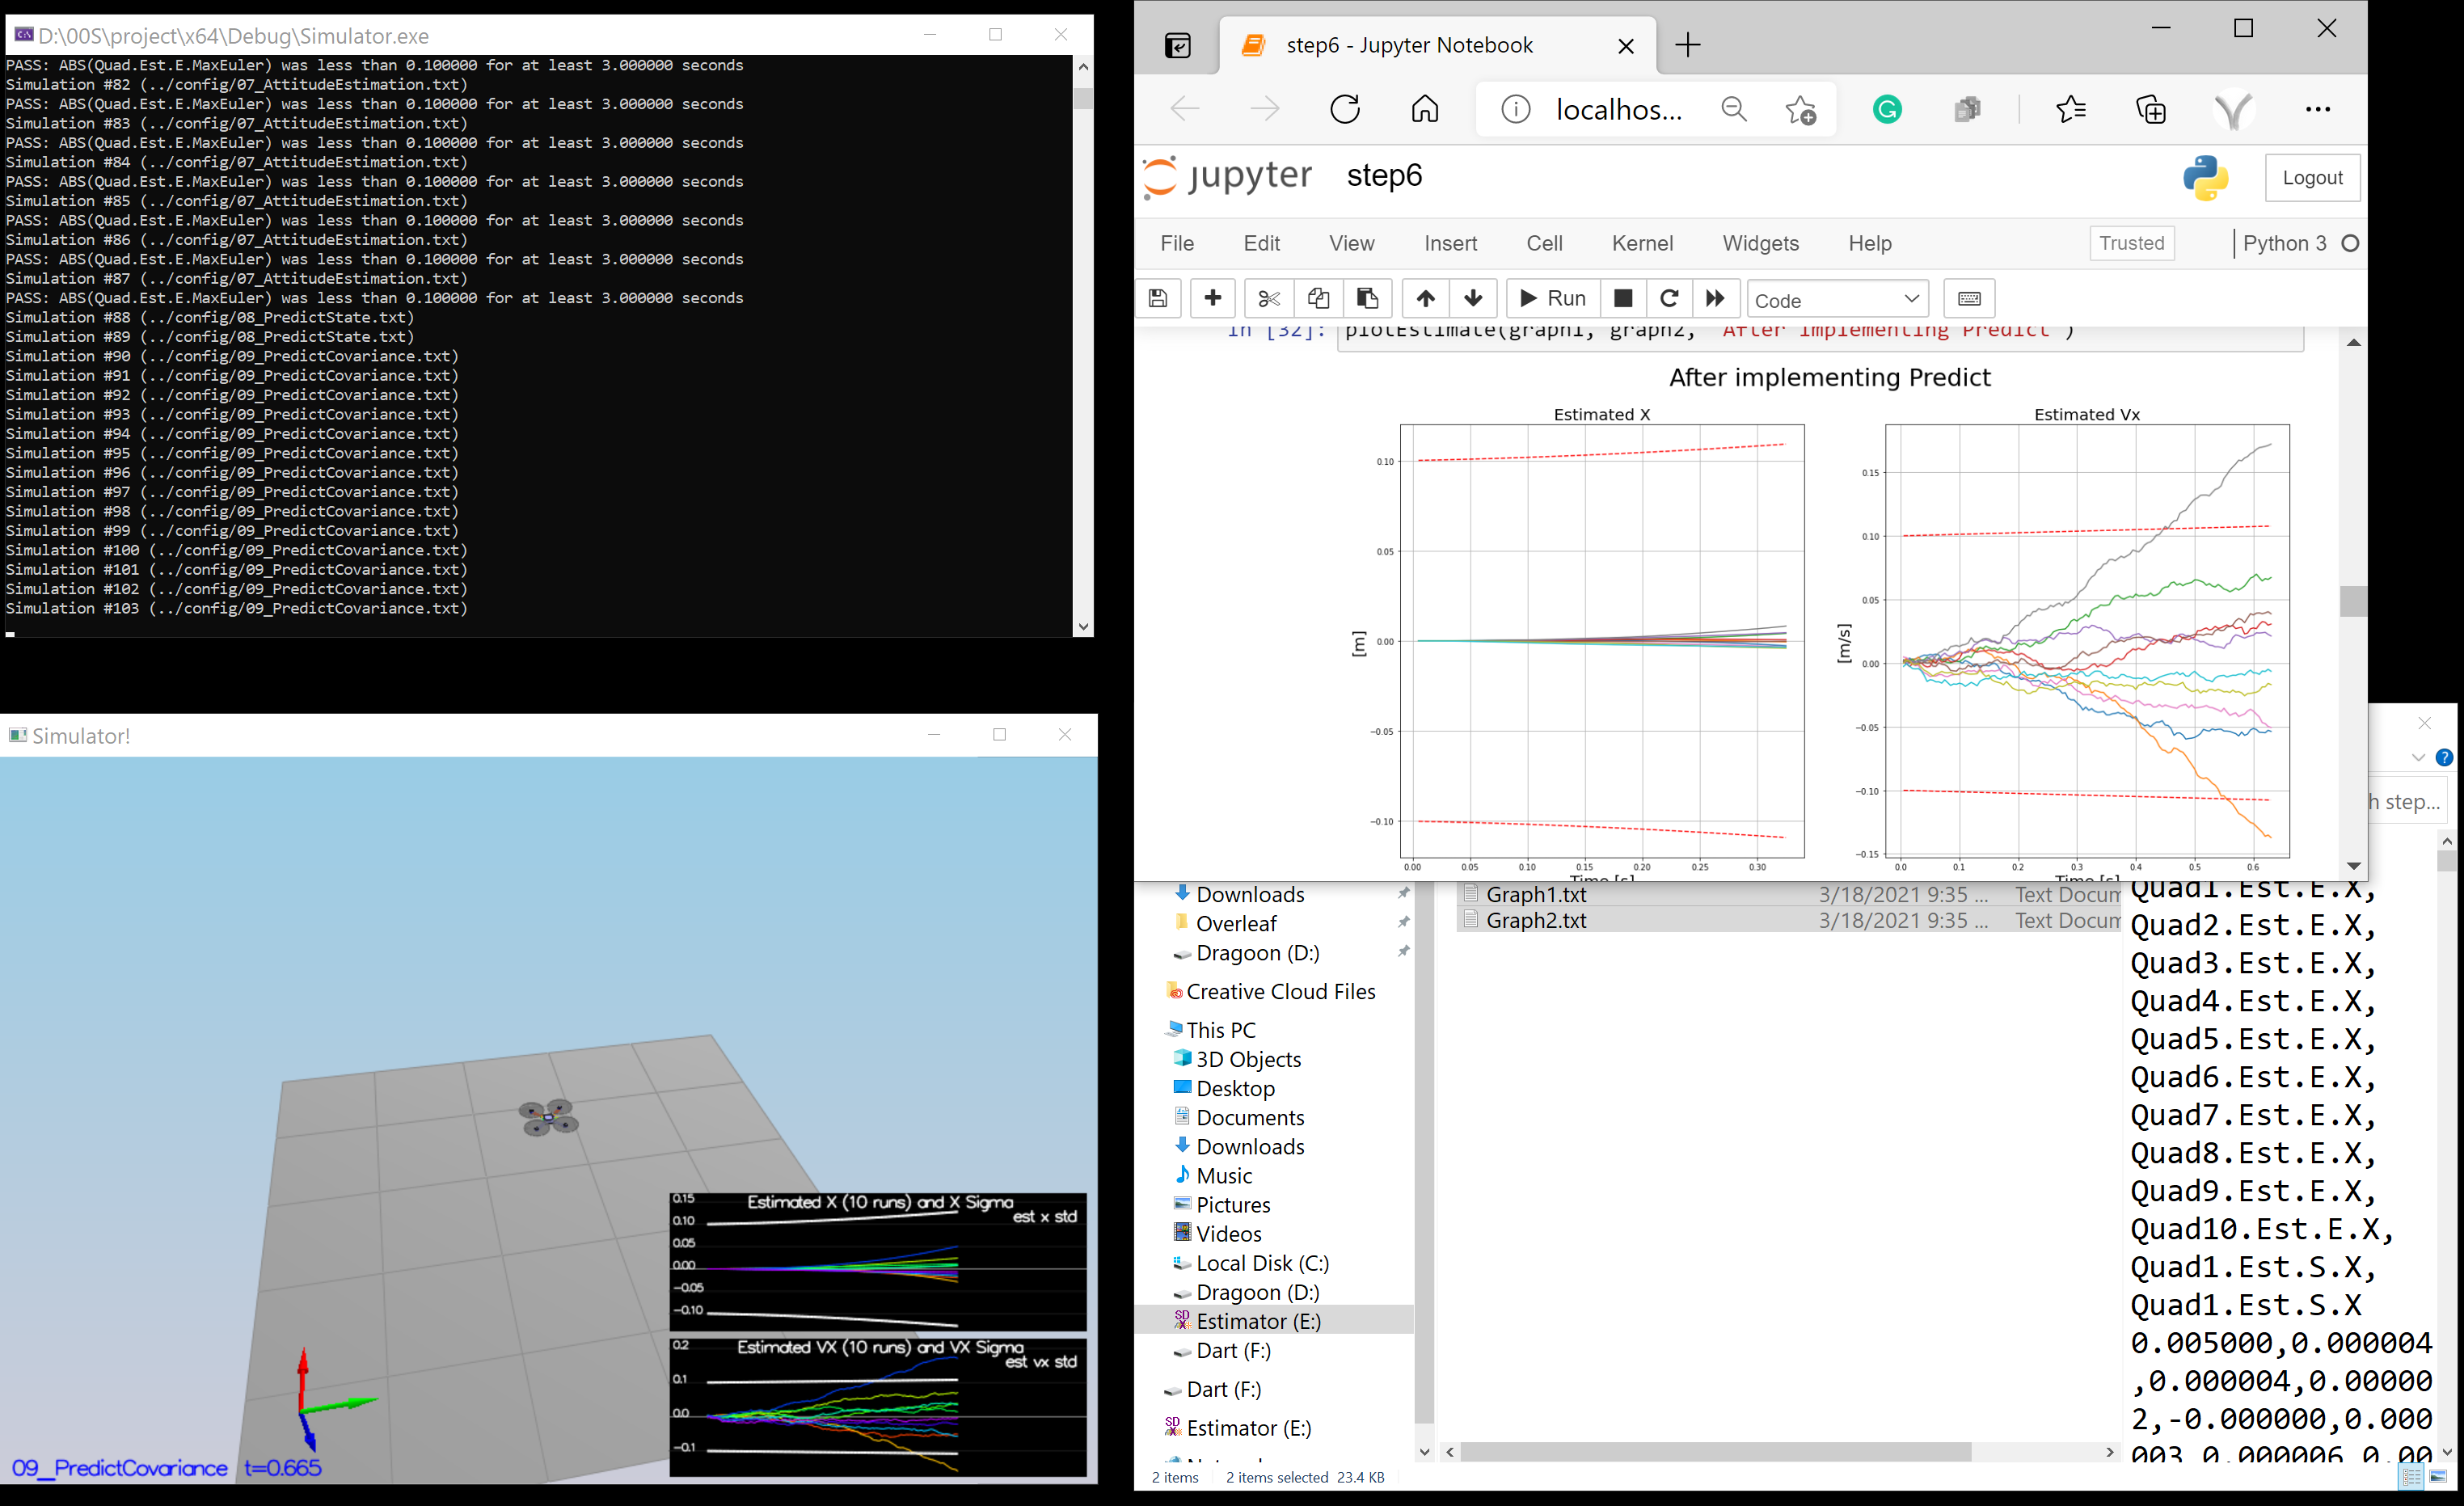 D:\00S\project\x64\Debug\Simulator.exe
PASS: ABS(Quad.Est.E.MaxEuler) was less than 0.100000 for at least 3.000000 seconds
Simulation #82 (../config/07_AttitudeEstimation.txt)
PASS: ABS(Quad.Est.E.MaxEuler) was less than 0.100000 for at least 3.000000 seconds
Simulation #83 (../config/07_AttitudeEstimation.txt)
PASS: ABS(Quad.Est.E.MaxEuler) was less than 0.100000 for at least 3.000000 seconds
Simulation #84 (../config/07_AttitudeEstimation.txt)
PASS: ABS(Quad.Est.E.MaxEuler) was less than 0.100000 for at least 3.000000 seconds
Simulation #85 (../config/07_AttitudeEstimation.txt)
PASS: ABS(Quad.Est.E.MaxEuler) was less than 0.100000 for at least 3.000000 seconds
Simulation #86 (../config/07_AttitudeEstimation.txt)
PASS: ABS(Quad.Est.E.MaxEuler) was less than 0.100000 for at least 3.000000 seconds
Simulation #87 (../config/07_AttitudeEstimation.txt)
PASS: ABS(Quad.Est.E.MaxEuler) was less than 0.100000 for at least 3.000000 seconds
Simulation #88 (../config/08_PredictState.txt)
Simulation #89 (../config/08_PredictState.txt)
Simulation #90 (../config/09_PredictCovariance.txt)
Simulation #91 (../config/09_PredictCovariance.txt)
Simulation #92 (../config/09_PredictCovariance.txt)
Simulation #93 (../config/09_PredictCovariance.txt)
Simulation #94 (../config/09_PredictCovariance.txt)
Simulation #95 (../config/09_PredictCovariance.txt)
Simulation #96 (../config/09_PredictCovariance.txt)
Simulation #97 (../config/09_PredictCovariance.txt)
Simulation #98 (../config/09_PredictCovariance.txt)
Simulation #99 (../config/09_PredictCovariance.txt)
Simulation #100 (../config/09_PredictCovariance.txt)
Simulation #101 (../config/09_PredictCovariance.txt)
Simulation #102 (../config/09_PredictCovariance.txt)
Simulation #103 (../config/09_PredictCovariance.txt)
Simulator!
Estimated X (10 runs) and X Sigma
est x std
0.15
0.10
0.05
0.00
-0.05
-0.10
Estimated VX (10 runs) and VX Sigma
est vx std
0.2
0.1
0.0
-0.1
09_PredictCovariance t=0.665
step6 - Jupyter Notebook
localhos...
jupyter step6
Logout
File Edit View Insert Cell Kernel Widgets Help
Trusted
Python 3
Run
Code
In [32]: plotEstimate(graph1, graph2, After implementing Predict )
After implementing Predict
Estimated X
0.10
0.05
0.00
−0.05
−0.10
[m]
0.00 0.05 0.10 0.15 0.20 0.25 0.30
Time [s]
Estimated Vx
0.15
0.10
0.05
0.00
−0.05
−0.10
−0.15
[m/s]
0.0 0.1 0.2 0.3 0.4 0.5 0.6
Time [s]
h step...
Downloads
Overleaf
Dragoon (D:)
Creative Cloud Files
This PC
3D Objects
Desktop
Documents
Downloads
Music
Pictures
Videos
Local Disk (C:)
Dragoon (D:)
Estimator (E:)
Dart (F:)
Dart (F:)
Estimator (E:)
Graph1.txt 3/18/2021 9:35 ... Text Docum
Graph2.txt 3/18/2021 9:35 ... Text Docum
Quad1.Est.E.X,
Quad2.Est.E.X,
Quad3.Est.E.X,
Quad4.Est.E.X,
Quad5.Est.E.X,
Quad6.Est.E.X,
Quad7.Est.E.X,
Quad8.Est.E.X,
Quad9.Est.E.X,
Quad10.Est.E.X,
Quad1.Est.S.X,
Quad1.Est.S.X
0.005000,0.000004
,0.000004,0.00000
2,-0.000000,0.000
003,0.000006,0.00
2 items 2 items selected 23.4 KB